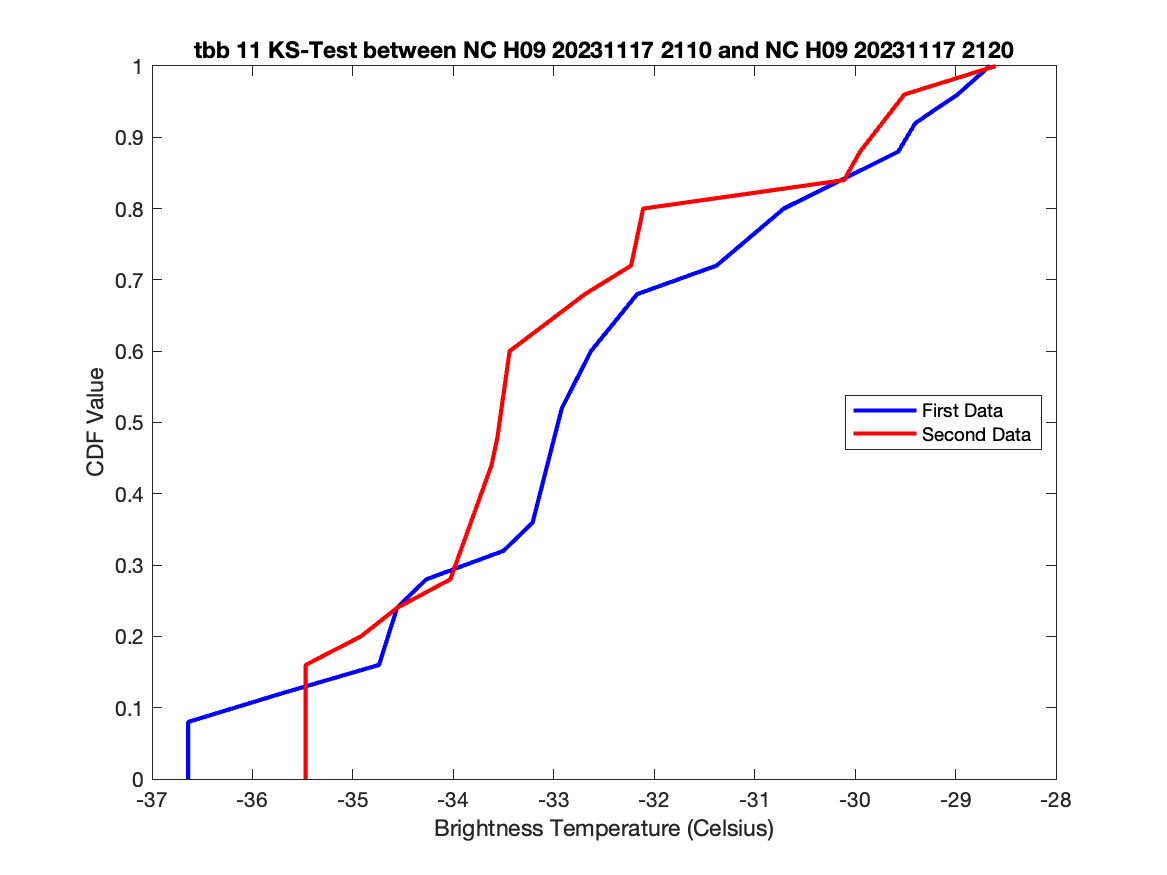 tbb 11 KS-Test between NC H09 20231117 2110 and NC H09 20231117 2120
1
0.9
0.8
0.7
0.6
0.5
0.4
0.3
0.2
0.1
0
CDF Value
First Data
Second Data
-37 -36 -35 -34 -33 -32 -31 -30 -29 -28
Brightness Temperature (Celsius)